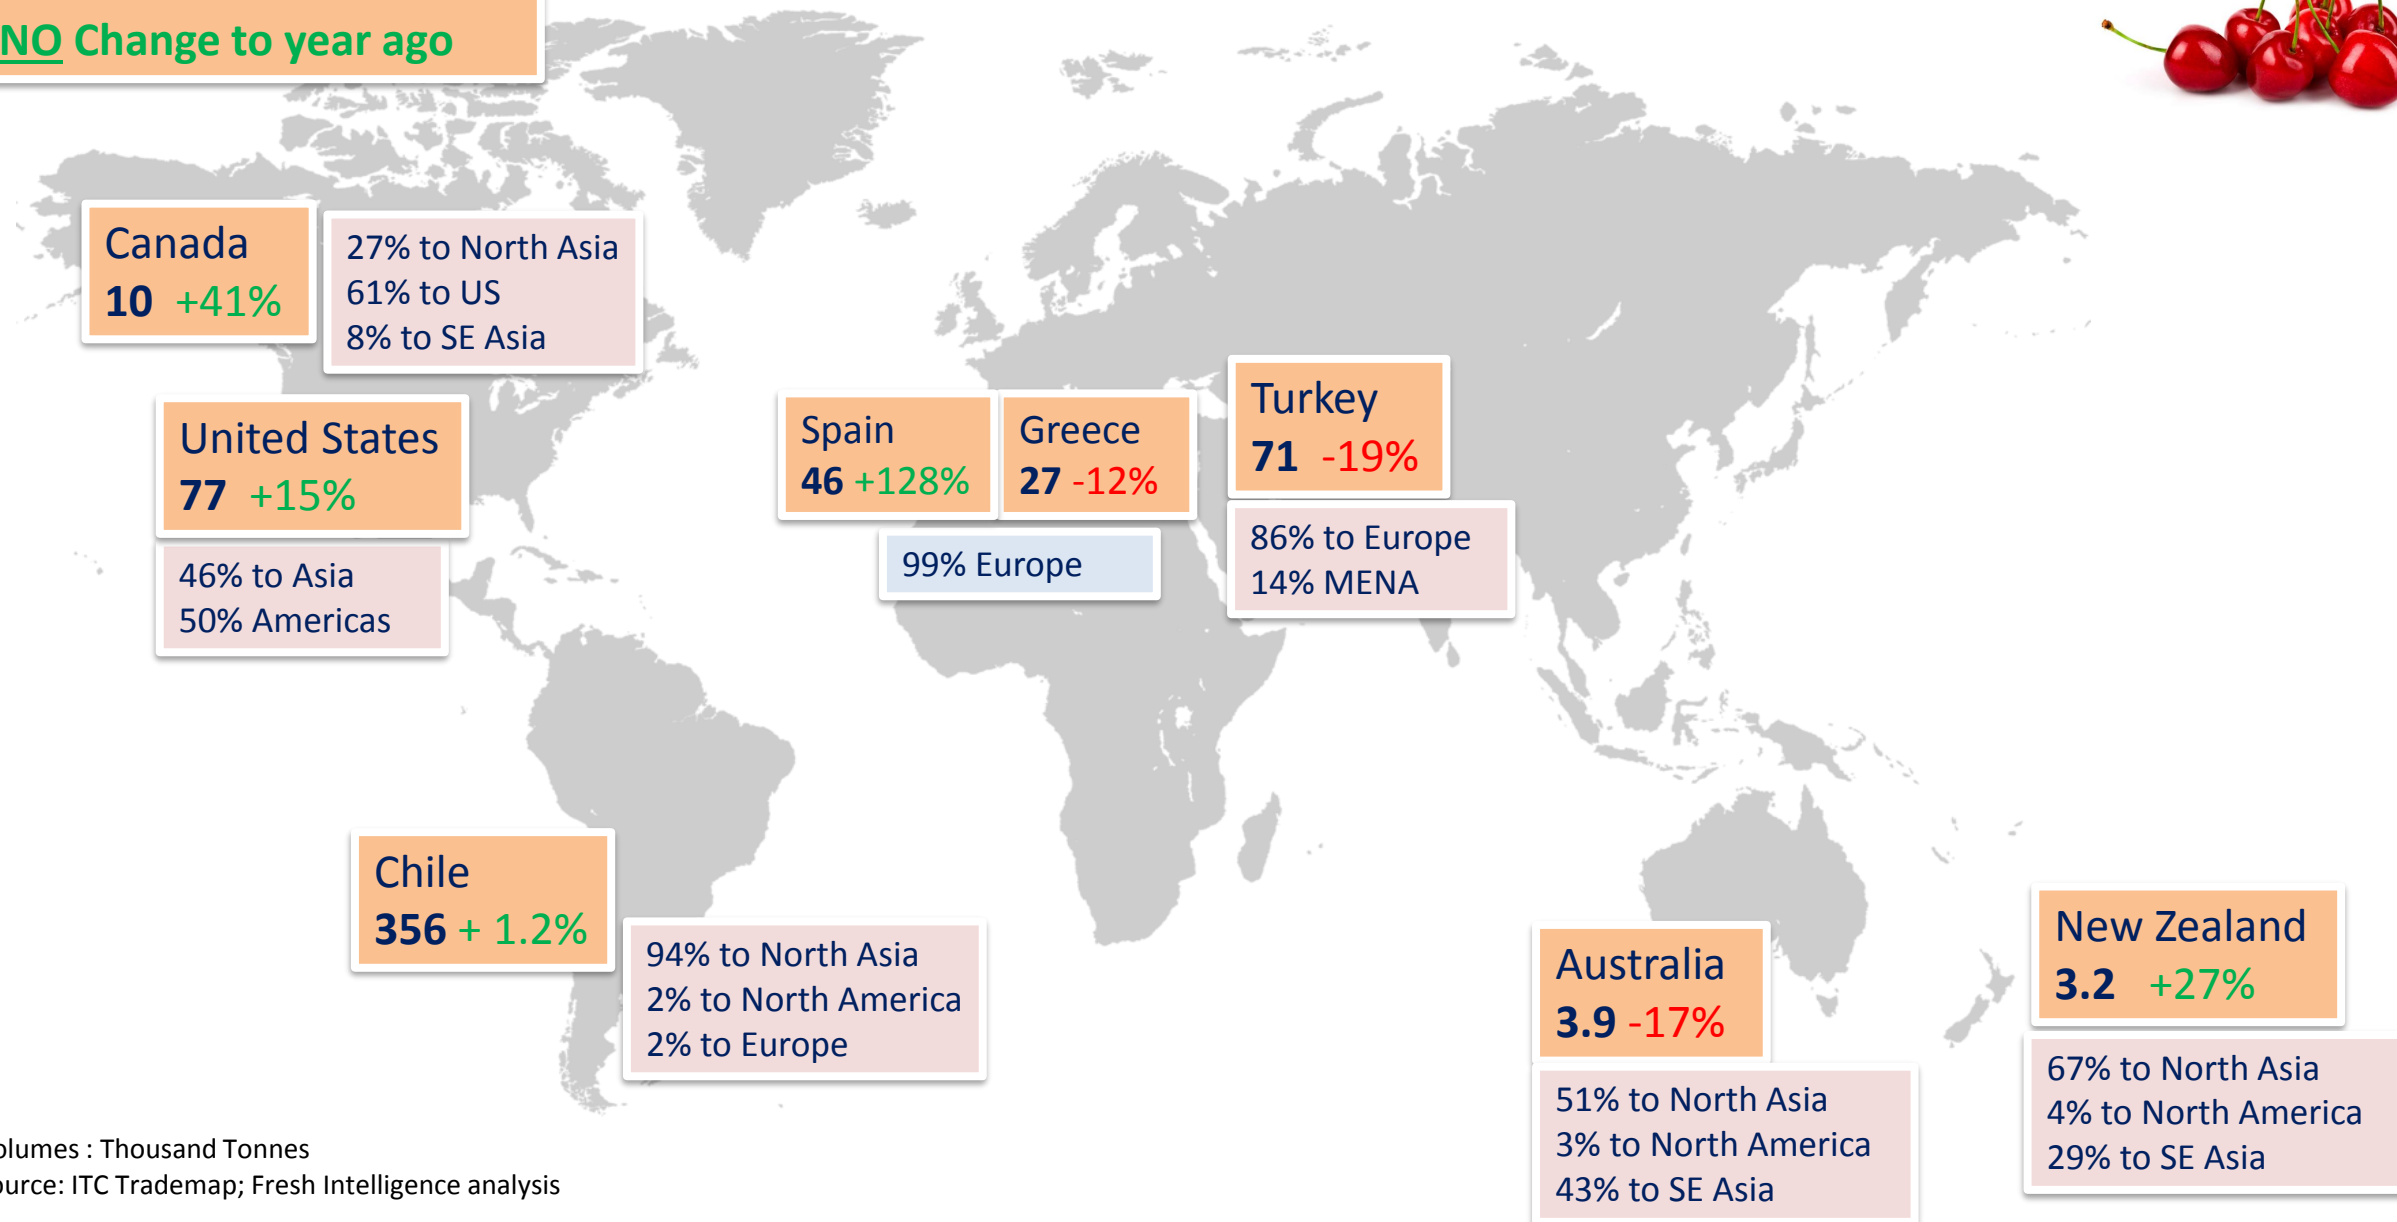 NO Change to year ago
Canada
10 +41%
27% to North Asia
61% to US
8% to SE Asia
United States
77 +15%
46% to Asia
50% Americas
Spain
46 +128%
Greece
27 -12%
99% Europe
Turkey
71 -19%
86% to Europe
14% MENA
Chile
356 + 1.2%
94% to North Asia
2% to North America
2% to Europe
Australia
3.9 -17%
51% to North Asia
3% to North America
43% to SE Asia
New Zealand
3.2 +27%
67% to North Asia
4% to North America
29% to SE Asia
olumes : Thousand Tonnes
ource: ITC Trademap; Fresh Intelligence analysis